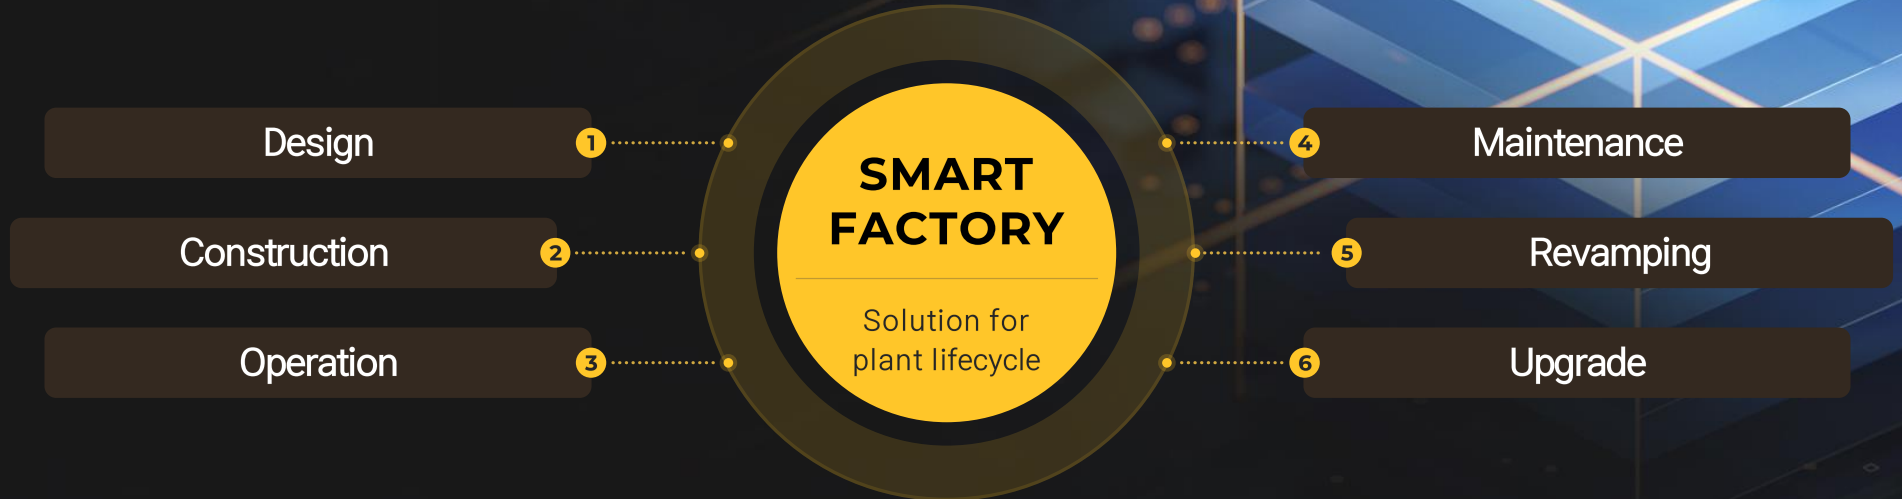 Design
1
Construction
2
Operation
3
SMART
FACTORY
Solution for
plant lifecycle
4
Maintenance
5
Revamping
6
Upgrade